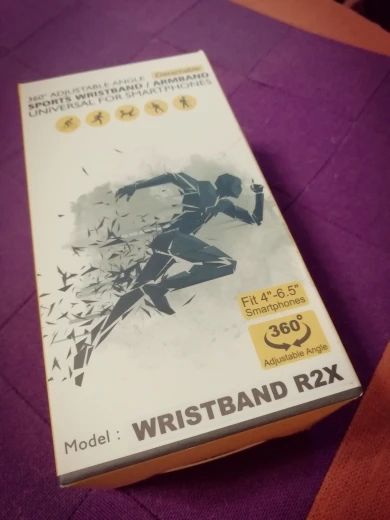 360° ADJUSTABLE ANGLE Detachable
SPORTS WRISTBAND / ARMBAND
UNIVERSAL FOR SMARTPHONES
Fit 4"-6.5"
Smartphones
360°
Adjustable Angle
Model : WRISTBAND R2X